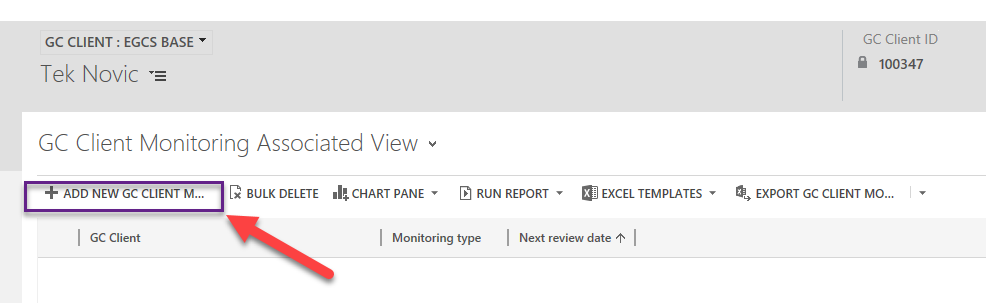 GC CLIENT : EGCS BASE
GC Client ID
Tek Novic
100347
GC Client Monitoring Associated View
ADD NEW GC CLIENT M... BULK DELETE CHART PANE RUN REPORT EXCEL TEMPLATES EXPORT GC CLIENT MO...
GC Client Monitoring type Next review date